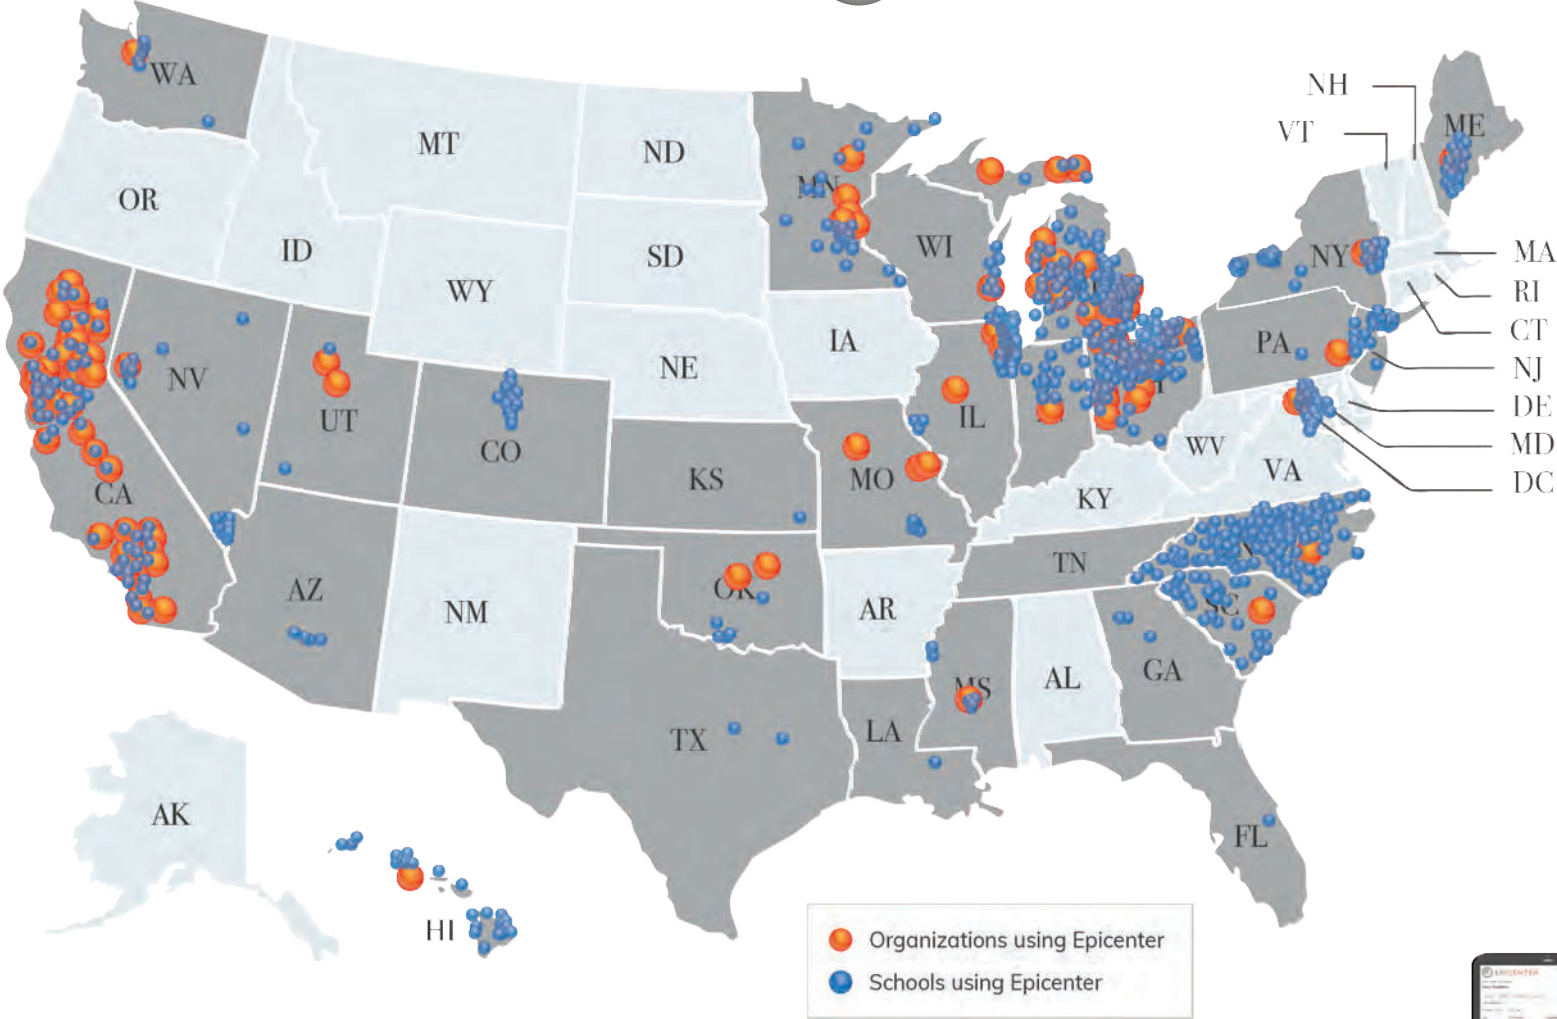 NH
WA
ME
VT
MT
ND
MN
OR
WI
NY
MA
ID
SD
WY
RI
CT
IA
PA
NE
NJ
NV
UT
IL
DE
CO
WV
MD
KS
MO
VA
DC
CA
KY
TN
AZ
OK
NM
AR
SC
GA
AL
MS
LA
TX
AK
FL
HI
Organizations using Epicenter
Schools using Epicenter
EPICENTER